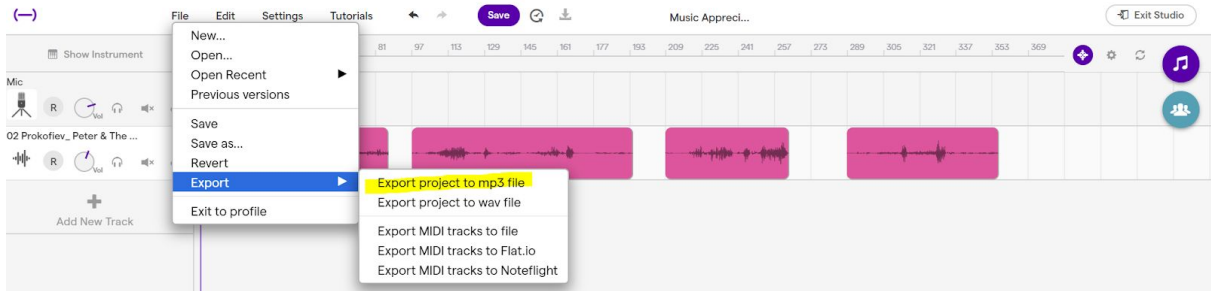 (—) File Edit Settings Tutorials Save Music Appreci... Exit Studio
Show Instrument 81 97 113 129 145 161 177 193 209 225 241 257 273 289 305 321 337 353 369
New...
Open...
Open Recent
Previous versions
Save
Save as...
Revert
Export
Exit to profile
Mic
R Vol
02 Prokofiev_ Peter & The ...
R Vol
Add New Track
Export project to mp3 file
Export project to wav file
Export MIDI tracks to file
Export MIDI tracks to Flat.io
Export MIDI tracks to Noteflight